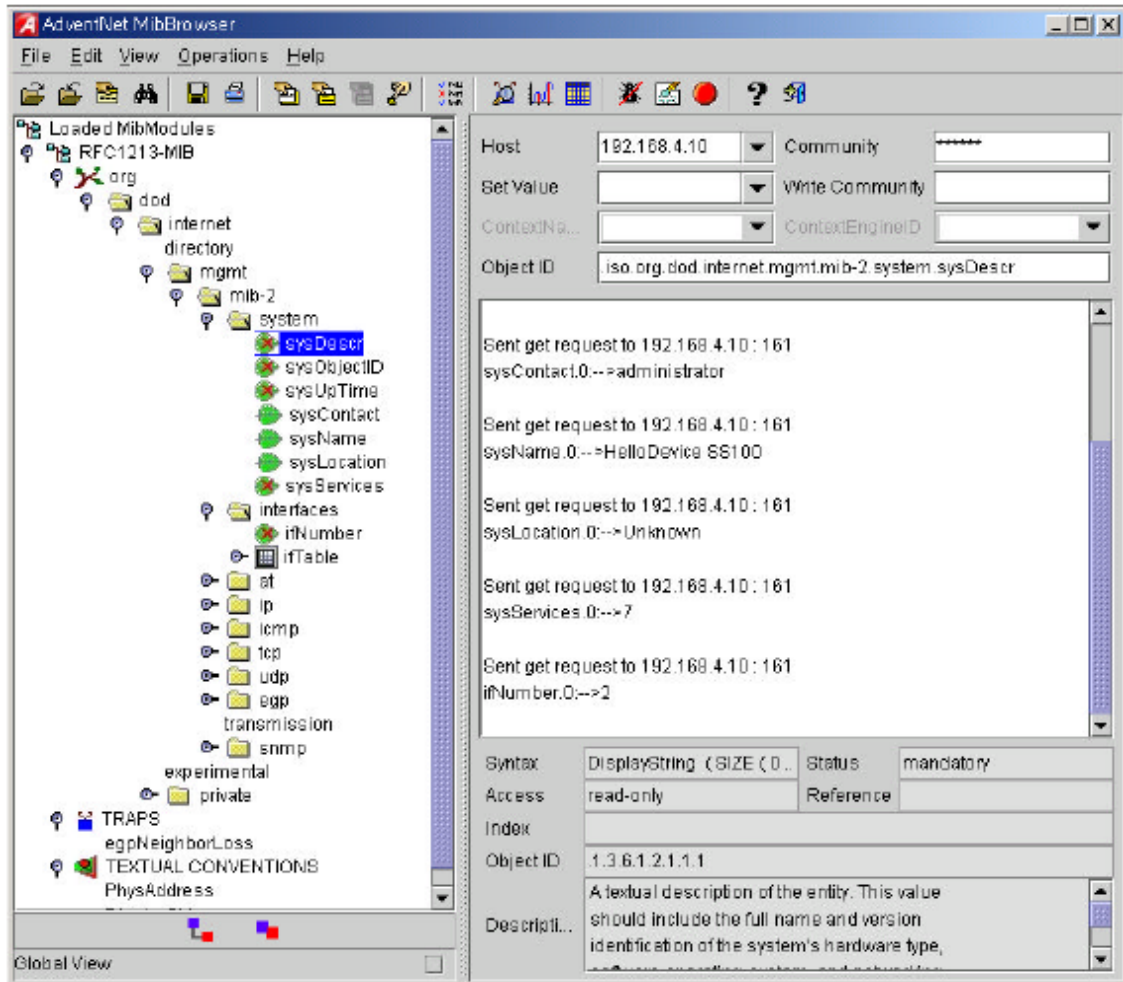 AdventNet MibBrowser
File Edit View Operations Help
Loaded MibModules
RFC1213-MIB
org
dod
internet
directory
mgmt
mib-2
system
sysDescr
sysObjectID
sysUpTime
sysContact
sysName
sysLocation
sysServices
interfaces
ifNumber
ifTable
at
ip
icmp
tcp
udp
egp
transmission
snmp
experimental
private
TRAPS
egpNeighborLoss
TEXTUAL CONVENTIONS
PhysAddress
Global View
Host 192.168.4.10 Community ******
Set Value Write Community
ContextNa... ContextEngineID
Object ID .iso.org.dod.internet.mgmt.mib-2.system.sysDescr
Sent get request to 192.168.4.10 : 161
sysContact.0:-->administrator
Sent get request to 192.168.4.10 : 161
sysName.0:-->HelloDevice SS100
Sent get request to 192.168.4.10 : 161
sysLocation.0:-->Unknown
Sent get request to 192.168.4.10 : 161
sysServices.0:-->7
Sent get request to 192.168.4.10 : 161
ifNumber.0:-->2
Syntax DisplayString (SIZE ( 0 .. Status mandatory
Access read-only Reference
Index
Object ID .1.3.6.1.2.1.1.1
Descripti... A textual description of the entity. This value
should include the full name and version
identification of the system's hardware type,